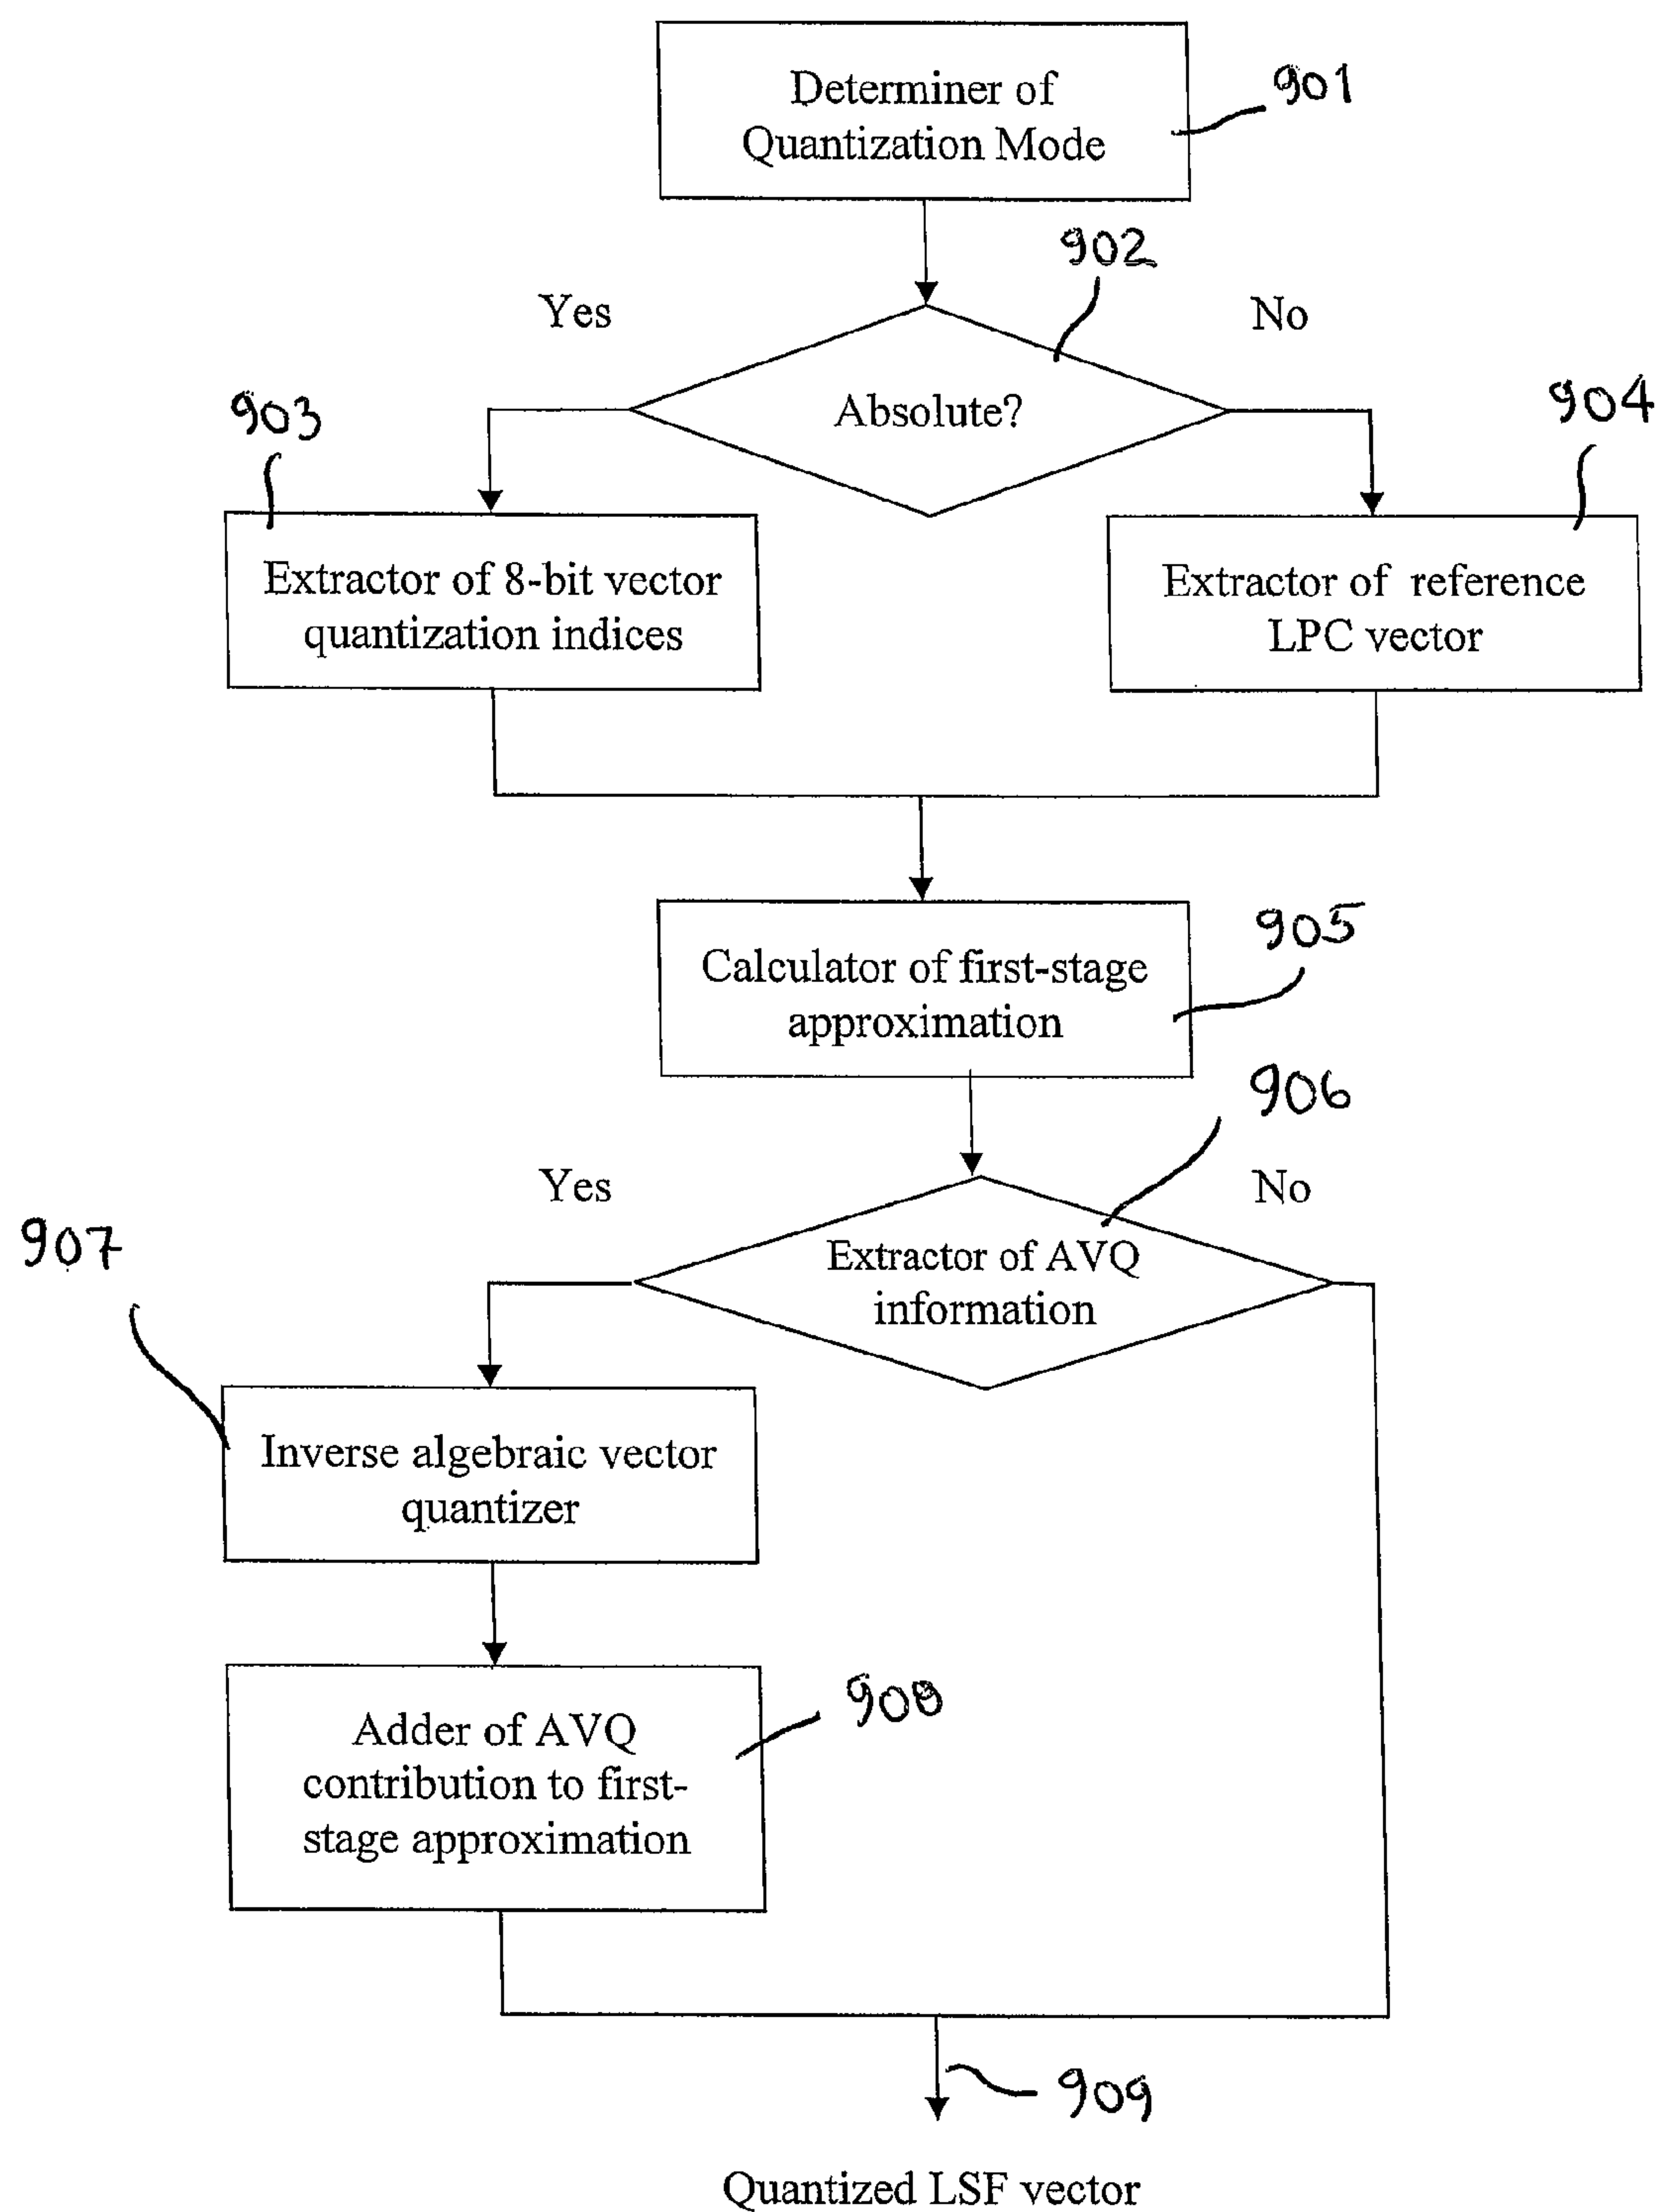 Determiner of
Quantization Mode
901
902
Yes
No
Absolute?
903
904
Extractor of 8-bit vector
quantization indices
Extractor of reference
LPC vector
Calculator of first-stage
approximation
905
906
Yes
No
Extractor of AVQ
information
907
Inverse algebraic vector
quantizer
Adder of AVQ
contribution to first-
stage approximation
908
909
Quantized LSF vector